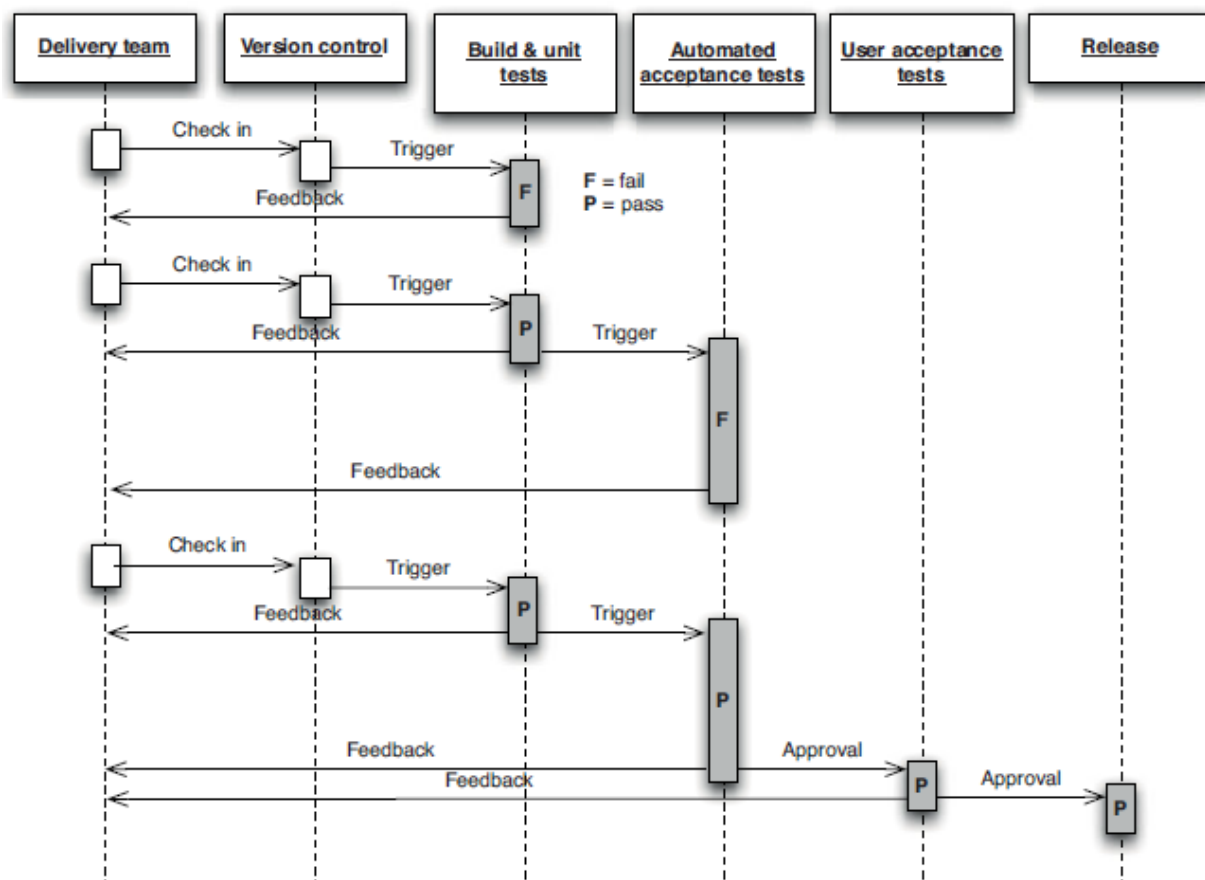 Delivery team
Version control
Build & unit
tests
Automated
acceptance tests
User acceptance
tests
Release
Check in
Trigger
F = fail
P = pass
F
Feedback
Check in
Trigger
P
Feedback
Trigger
F
Feedback
Check in
Trigger
P
Feedback
Trigger
P
Feedback
Approval
Feedback
P
Approval
P